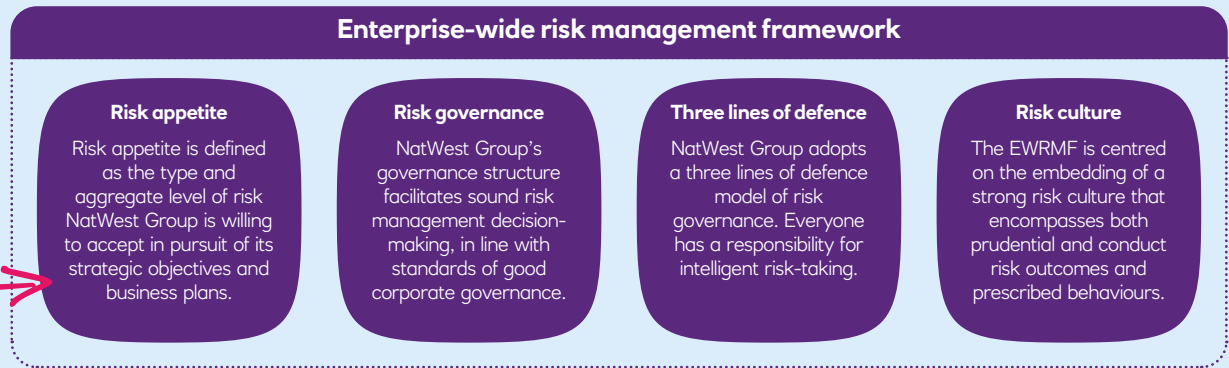 Enterprise-wide risk management framework
Risk appetite
Risk appetite is defined
as the type and
aggregate level of risk
NatWest Group is willing
to accept in pursuit of its
strategic objectives and
business plans.
Risk governance
NatWest Group’s
governance structure
facilitates sound risk
management decision-
making, in line with
standards of good
corporate governance.
Three lines of defence
NatWest Group adopts
a three lines of defence
model of risk
governance. Everyone
has a responsibility for
intelligent risk-taking.
Risk culture
The EWRMF is centred
on the embedding of a
strong risk culture that
encompasses both
prudential and conduct
risk outcomes and
prescribed behaviours.